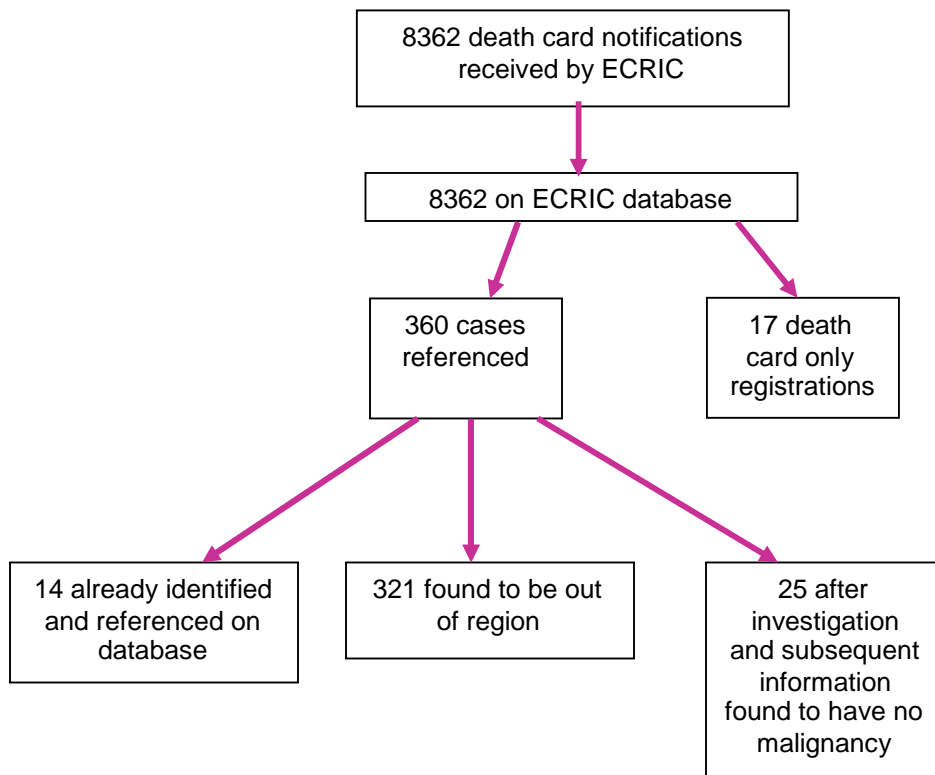 8362 death card notifications
received by ECRIC
8362 on ECRIC database
360 cases
referenced
17 death
card only
registrations
14 already identified
and referenced on
database
321 found to be out
of region
25 after
investigation
and subsequent
information
found to have no
malignancy